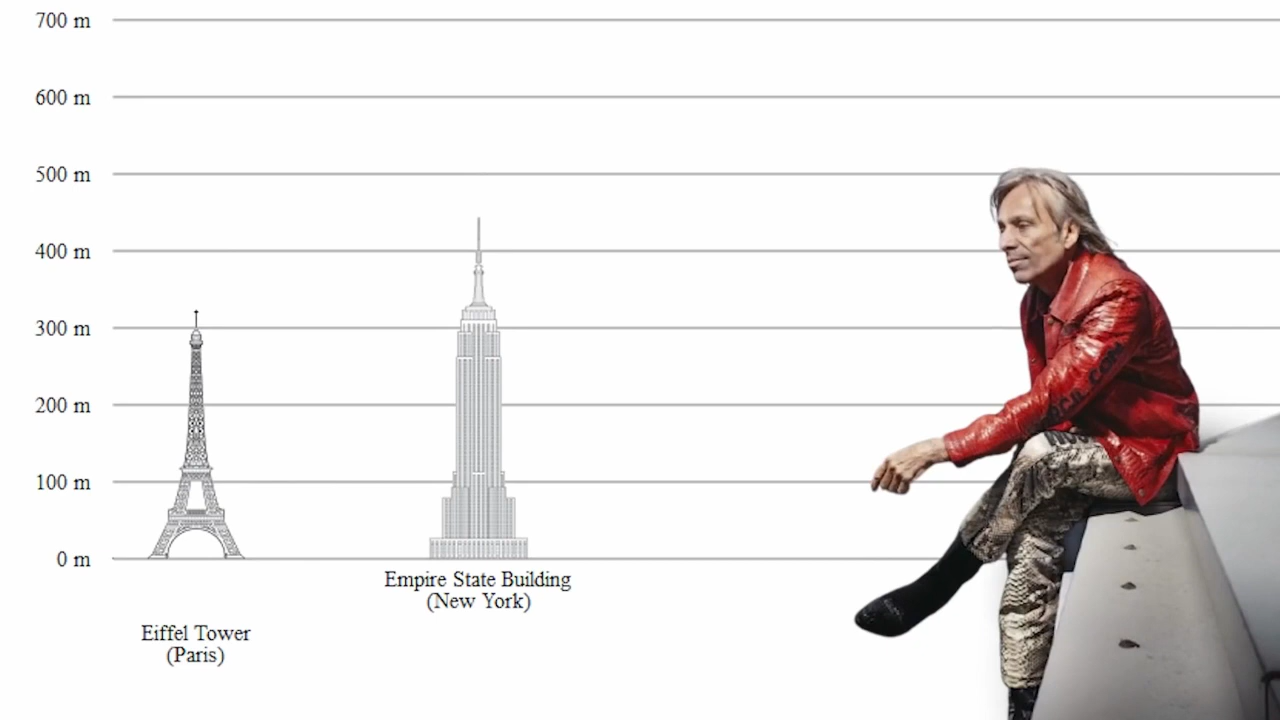 700 m
600 m
500 m
400 m
300 m
200 m
100 m
0 m
Empire State Building
(New York)
Eiffel Tower
(Paris)